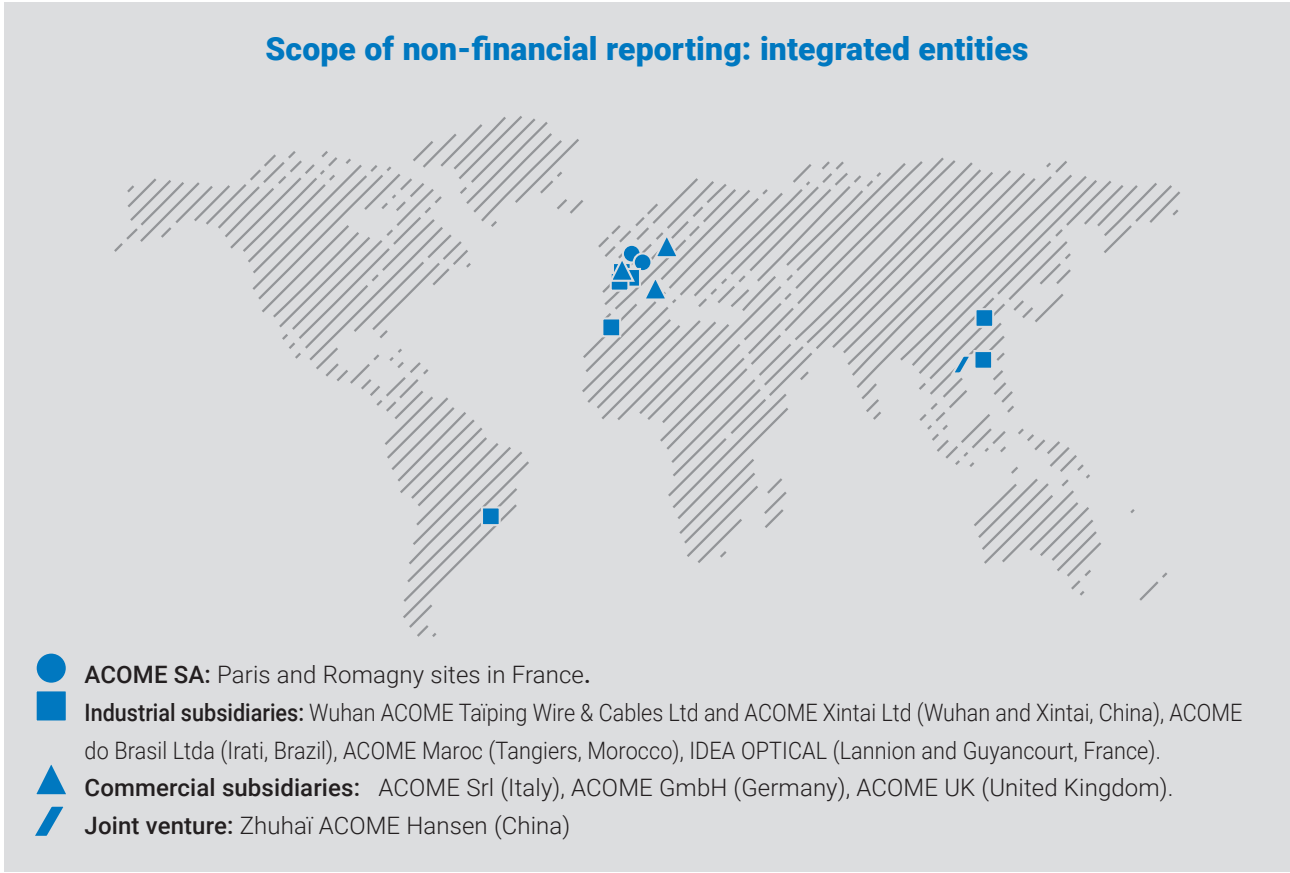 Scope of non-financial reporting: integrated entities
ACOME SA: Paris and Romagny sites in France.
Industrial subsidiaries: Wuhan ACOME Taïping Wire & Cables Ltd and ACOME Xintai Ltd (Wuhan and Xintai, China), ACOME
do Brasil Ltda (Irati, Brazil), ACOME Maroc (Tangiers, Morocco), IDEA OPTICAL (Lannion and Guyancourt, France).
Commercial subsidiaries: ACOME Srl (Italy), ACOME GmbH (Germany), ACOME UK (United Kingdom).
Joint venture: Zhuhaï ACOME Hansen (China)